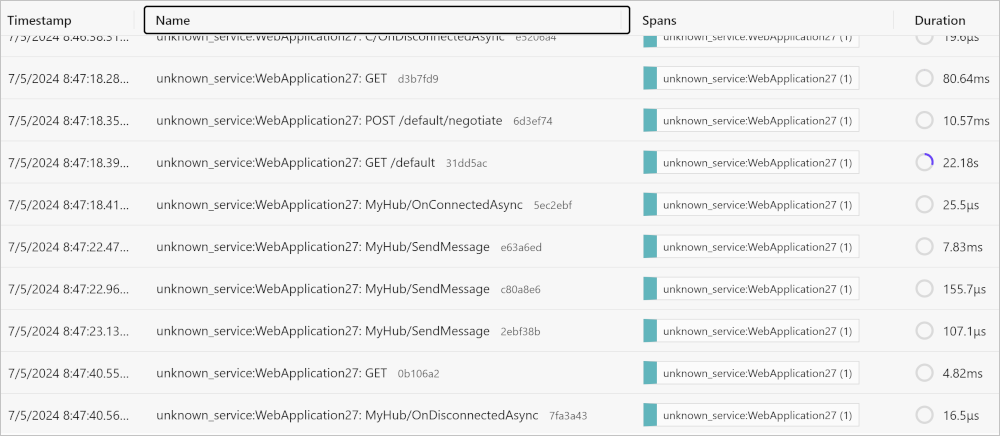 Timestamp Name Spans Duration
7/5/2024 8:46:58.31... unknown_service:WebApplication27: C/OnDisconnectedAsync e5206a4 unknown_service:WebApplication27 (1) 19.6µs
7/5/2024 8:47:18.28... unknown_service:WebApplication27: GET d3b7fd9 unknown_service:WebApplication27 (1) 80.64ms
7/5/2024 8:47:18.35... unknown_service:WebApplication27: POST /default/negotiate 6d3ef74 unknown_service:WebApplication27 (1) 10.57ms
7/5/2024 8:47:18.39... unknown_service:WebApplication27: GET /default 31dd5ac unknown_service:WebApplication27 (1) 22.18s
7/5/2024 8:47:18.41... unknown_service:WebApplication27: MyHub/OnConnectedAsync 5ec2ebf unknown_service:WebApplication27 (1) 25.5µs
7/5/2024 8:47:22.47... unknown_service:WebApplication27: MyHub/SendMessage e63a6ed unknown_service:WebApplication27 (1) 7.83ms
7/5/2024 8:47:22.96... unknown_service:WebApplication27: MyHub/SendMessage c80a8e6 unknown_service:WebApplication27 (1) 155.7µs
7/5/2024 8:47:23.13... unknown_service:WebApplication27: MyHub/SendMessage 2ebf38b unknown_service:WebApplication27 (1) 107.1µs
7/5/2024 8:47:40.55... unknown_service:WebApplication27: GET 0b106a2 unknown_service:WebApplication27 (1) 4.82ms
7/5/2024 8:47:40.56... unknown_service:WebApplication27: MyHub/OnDisconnectedAsync 7fa3a43 unknown_service:WebApplication27 (1) 16.5µs